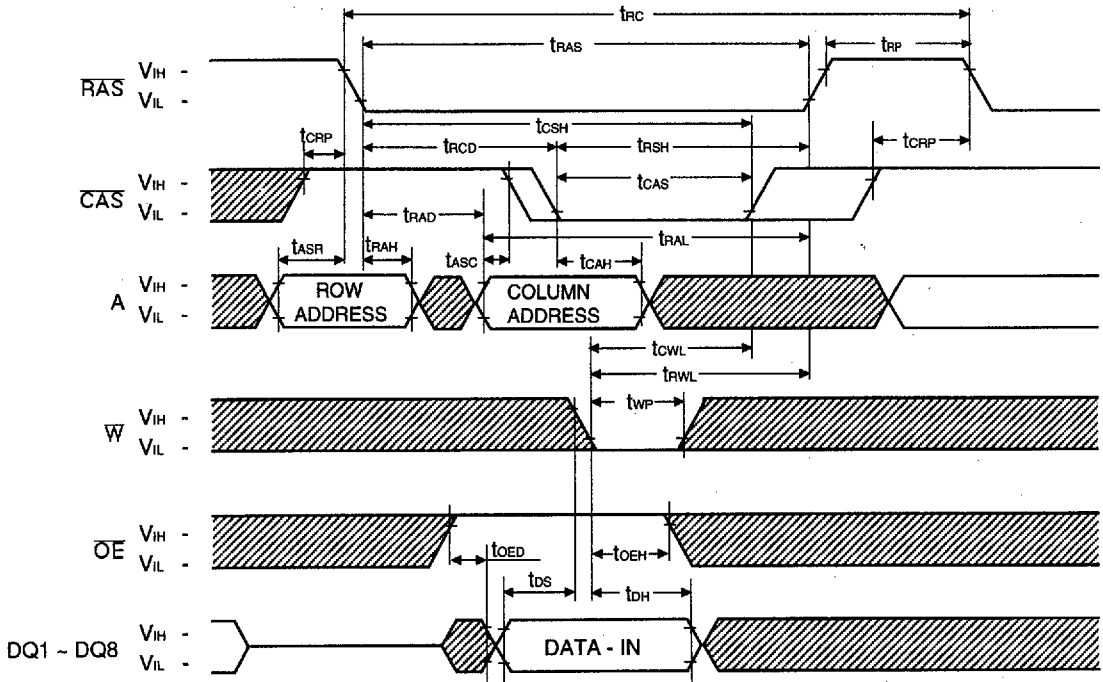 tRC
tRAS
tRP
RAS
VIH -
VIL -
tCSH
tCRP
tRCD
tRSH
tCRP
CAS
VIH -
VIL -
tCAS
tRAD
tRAL
tASR
tRAH
tASC
tCAH
A
VIH -
VIL -
ROW
ADDRESS
COLUMN
ADDRESS
tCWL
tRWL
tWP
W
VIH -
VIL -
OE
VIH -
VIL -
tOED
tOEH
tDS
tDH
DQ1 ~ DQ8
VIH -
VIL -
DATA - IN